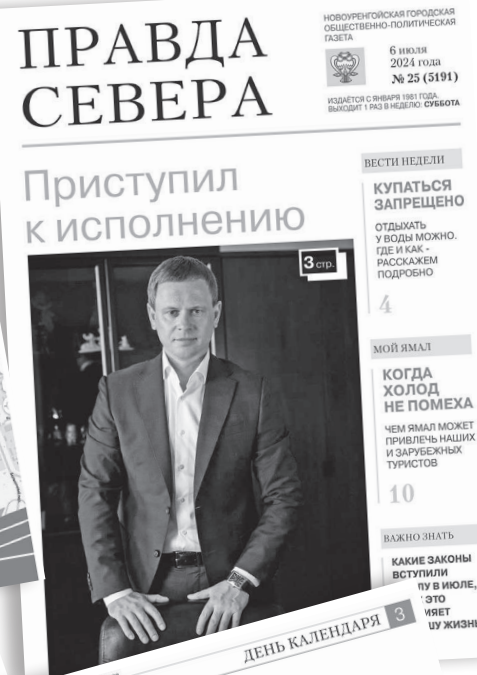 ПРАВДА
СЕВЕРА
НОВОУРЕНГОЙСКАЯ ГОРОДСКАЯ
ОБЩЕСТВЕННО-ПОЛИТИЧЕСКАЯ
ГАЗЕТА
6 июля
2024 года
№ 25 (5191)
ИЗДАЁТСЯ С ЯНВАРЯ 1981 ГОДА.
ВЫХОДИТ 1 РАЗ В НЕДЕЛЮ: СУББОТА
Приступил
к исполнению
3 стр.
ВЕСТИ НЕДЕЛИ
КУПАТЬСЯ
ЗАПРЕЩЕНО
ОТДЫХАТЬ
У ВОДЫ МОЖНО.
ГДЕ И КАК -
РАССКАЖЕМ
ПОДРОБНО
4
МОЙ ЯМАЛ
КОГДА
ХОЛОД
НЕ ПОМЕХА
ЧЕМ ЯМАЛ МОЖЕТ
ПРИВЛЕЧЬ НАШИХ
И ЗАРУБЕЖНЫХ
ТУРИСТОВ
10
ВАЖНО ЗНАТЬ
КАКИЕ ЗАКОНЫ
ВСТУПИЛИ
В ИЮЛЕ,
ЭТО
ДЕНЬ КАЛЕНДАРЯ 3